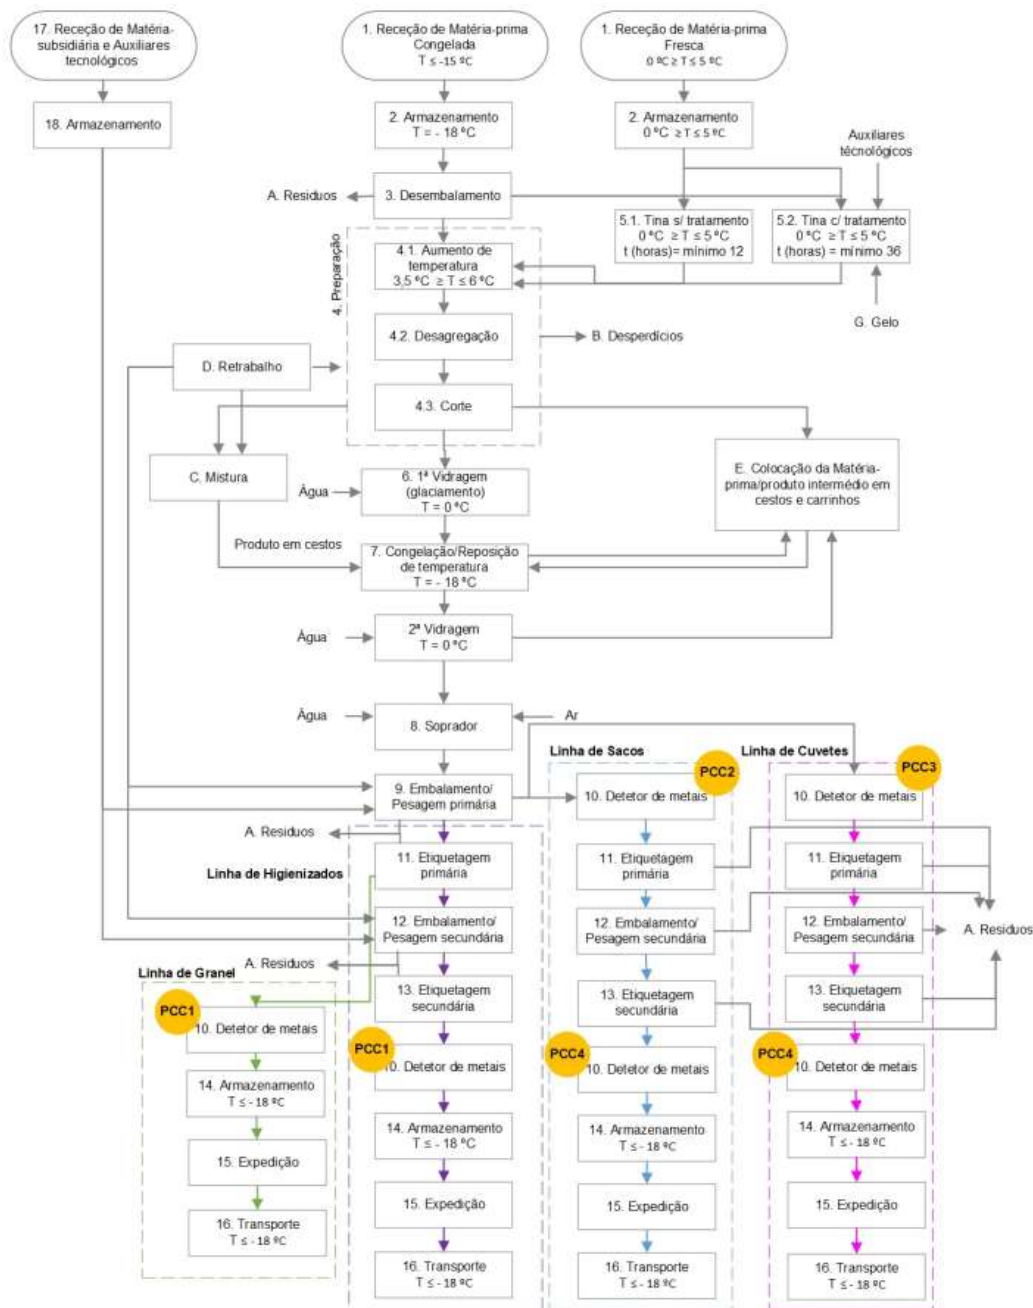 17. Receção de Matéria-
subsidiária e Auxiliares
tecnológicos
1. Receção de Matéria-prima
Congelada
T ≤ -15 ºC
1. Receção de Matéria-prima
Fresca
0 ºC ≥ T ≤ 5 ºC
18. Armazenamento
2. Armazenamento
T = - 18 ºC
2. Armazenamento
0 ºC ≥ T ≤ 5 ºC
Auxiliares
técnológicos
A. Residuos
3. Desembalamento
5.1. Tina s/ tratamento
0 ºC ≥ T ≤ 5 ºC
t (horas)= mínimo 12
5.2. Tina c/ tratamento
0 ºC ≥ T ≤ 5 ºC
t (horas) = mínimo 36
4. Preparação
4.1. Aumento de
temperatura
3,5 ºC ≥ T ≤ 6 ºC
G. Gelo
4.2. Desagregação
B. Desperdícios
D. Retrabalho
4.3. Corte
C. Mistura
E. Colocação da Matéria-
prima/produto intermédio em
cestos e carrinhos
Água
6. 1ª Vidragem
(glaciamento)
T = 0 ºC
Produto em cestos
7. Congelação/Reposição
de temperatura
T = - 18 ºC
Água
2ª Vidragem
T = 0 ºC
Água
8. Soprador
Ar
Linha de Sacos
PCC2
Linha de Cuvetes
PCC3
9. Embalamento/
Pesagem primária
10. Detetor de metais
10. Detetor de metais
A. Residuos
Linha de Higienizados
11. Etiquetagem
primária
11. Etiquetagem
primária
11. Etiquetagem
primária
12. Embalamento/
Pesagem secundária
12. Embalamento/
Pesagem secundária
12. Embalamento/
Pesagem secundária
A. Residuos
A. Residuos
Linha de Granel
13. Etiquetagem
secundária
13. Etiquetagem
secundária
13. Etiquetagem
secundária
PCC1
10. Detetor de metais
PCC1
10. Detetor de metais
PCC4
10. Detetor de metais
PCC4
10. Detetor de metais
14. Armazenamento
T ≤ - 18 ºC
14. Armazenamento
T ≤ - 18 ºC
14. Armazenamento
T ≤ - 18 ºC
14. Armazenamento
T ≤ - 18 ºC
15. Expedição
15. Expedição
15. Expedição
15. Expedição
16. Transporte
T ≤ - 18 ºC
16. Transporte
T ≤ - 18 ºC
16. Transporte
T ≤ - 18 ºC
16. Transporte
T ≤ - 18 ºC